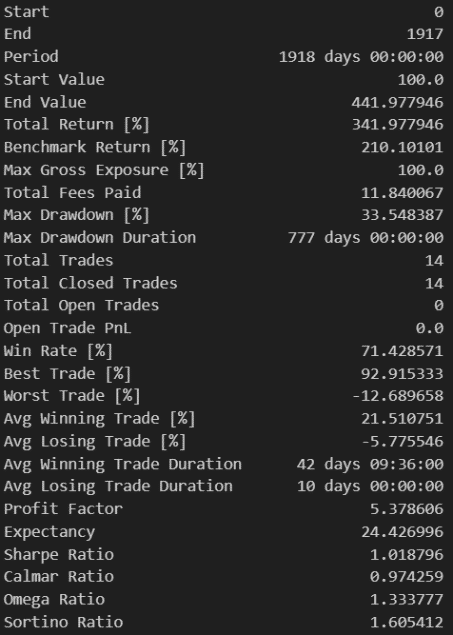 Start 0
End 1917
Period 1918 days 00:00:00
Start Value 100.0
End Value 441.977946
Total Return [%] 341.977946
Benchmark Return [%] 210.10101
Max Gross Exposure [%] 100.0
Total Fees Paid 11.840067
Max Drawdown [%] 33.548387
Max Drawdown Duration 777 days 00:00:00
Total Trades 14
Total Closed Trades 14
Total Open Trades 0
Open Trade PnL 0.0
Win Rate [%] 71.428571
Best Trade [%] 92.915333
Worst Trade [%] -12.689658
Avg Winning Trade [%] 21.510751
Avg Losing Trade [%] -5.775546
Avg Winning Trade Duration 42 days 09:36:00
Avg Losing Trade Duration 10 days 00:00:00
Profit Factor 5.378606
Expectancy 24.426996
Sharpe Ratio 1.018796
Calmar Ratio 0.974259
Omega Ratio 1.333777
Sortino Ratio 1.605412